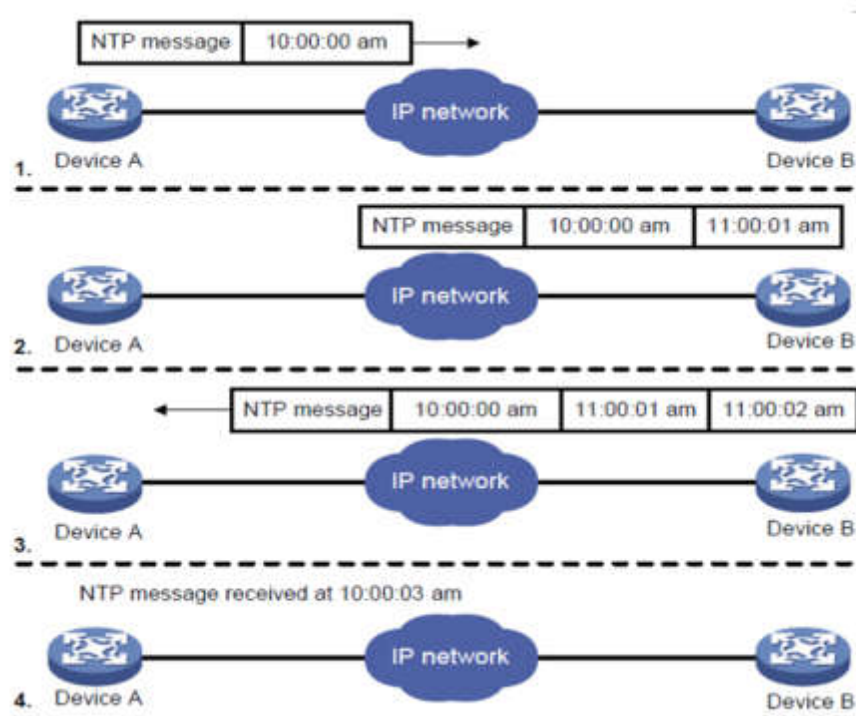 NTP message 10:00:00 am
IP network
Device A Device B
1.
NTP message 10:00:00 am 11:00:01 am
IP network
2. Device A Device B
NTP message 10:00:00 am 11:00:01 am 11:00:02 am
IP network
Device A Device B
3.
NTP message received at 10:00:03 am
IP network
4. Device A Device B